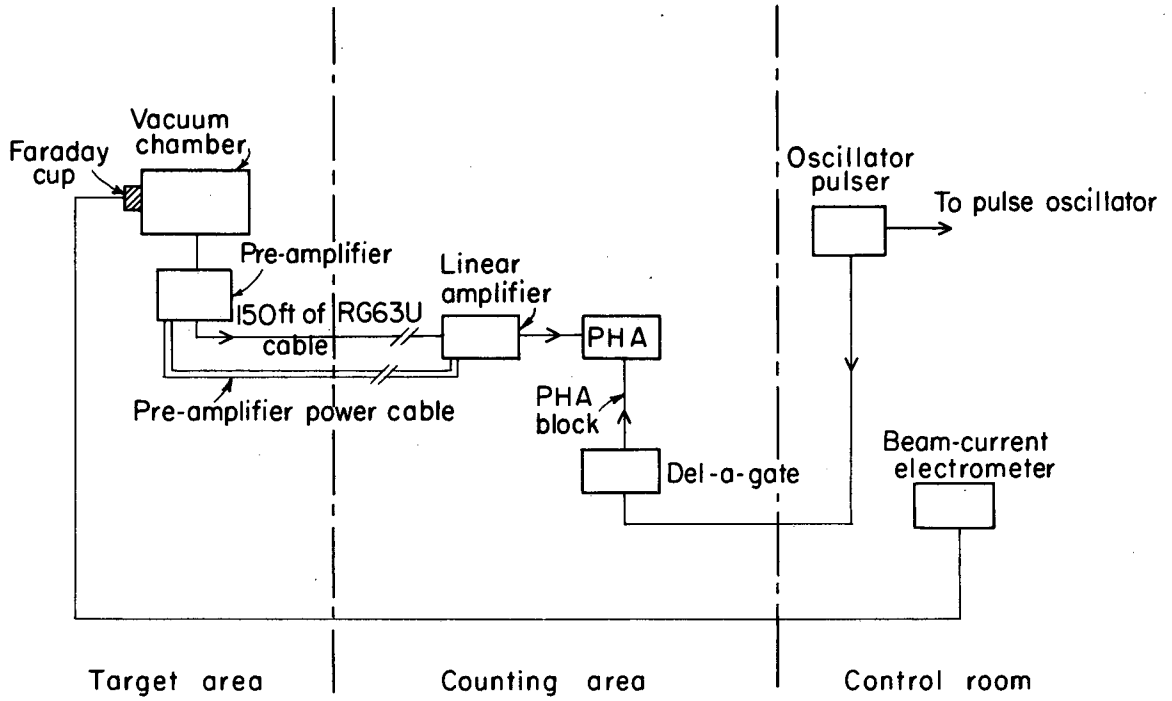 Vacuum
chamber
Faraday
cup
Oscillator
pulser
To pulse oscillator
Pre-amplifier
Linear
amplifier
150ft of RG63U
cable
PHA
Pre-amplifier power cable
PHA
block
Del-a-gate
Beam-current
electrometer
Target area
Counting area
Control room